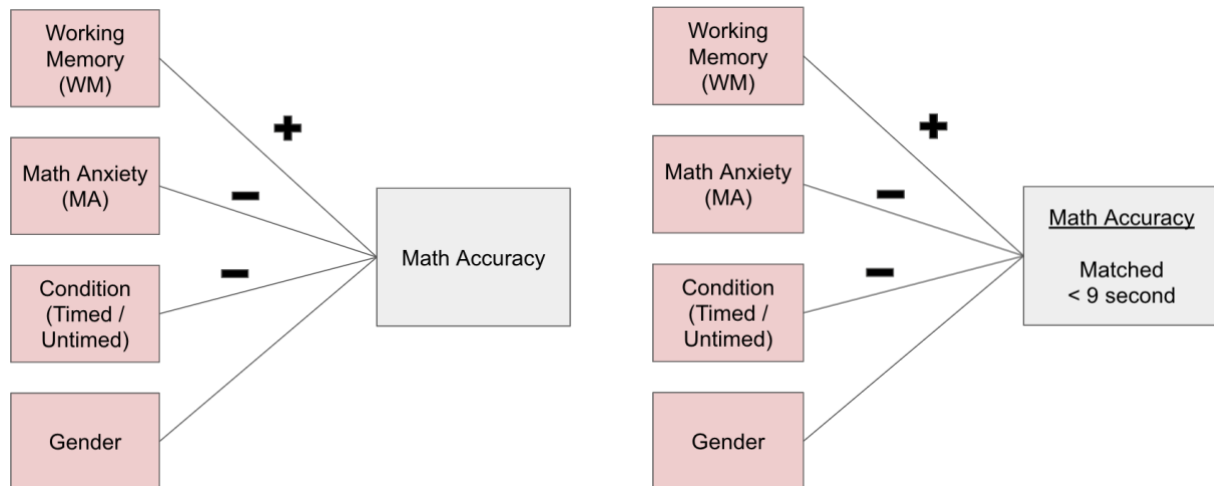 Working
Memory
(WM)
+
Math Anxiety
(MA)
-
Condition
(Timed /
Untimed)
-
Gender
Math Accuracy
Working
Memory
(WM)
+
Math Anxiety
(MA)
-
Condition
(Timed /
Untimed)
-
Gender
Math Accuracy
Matched
< 9 second